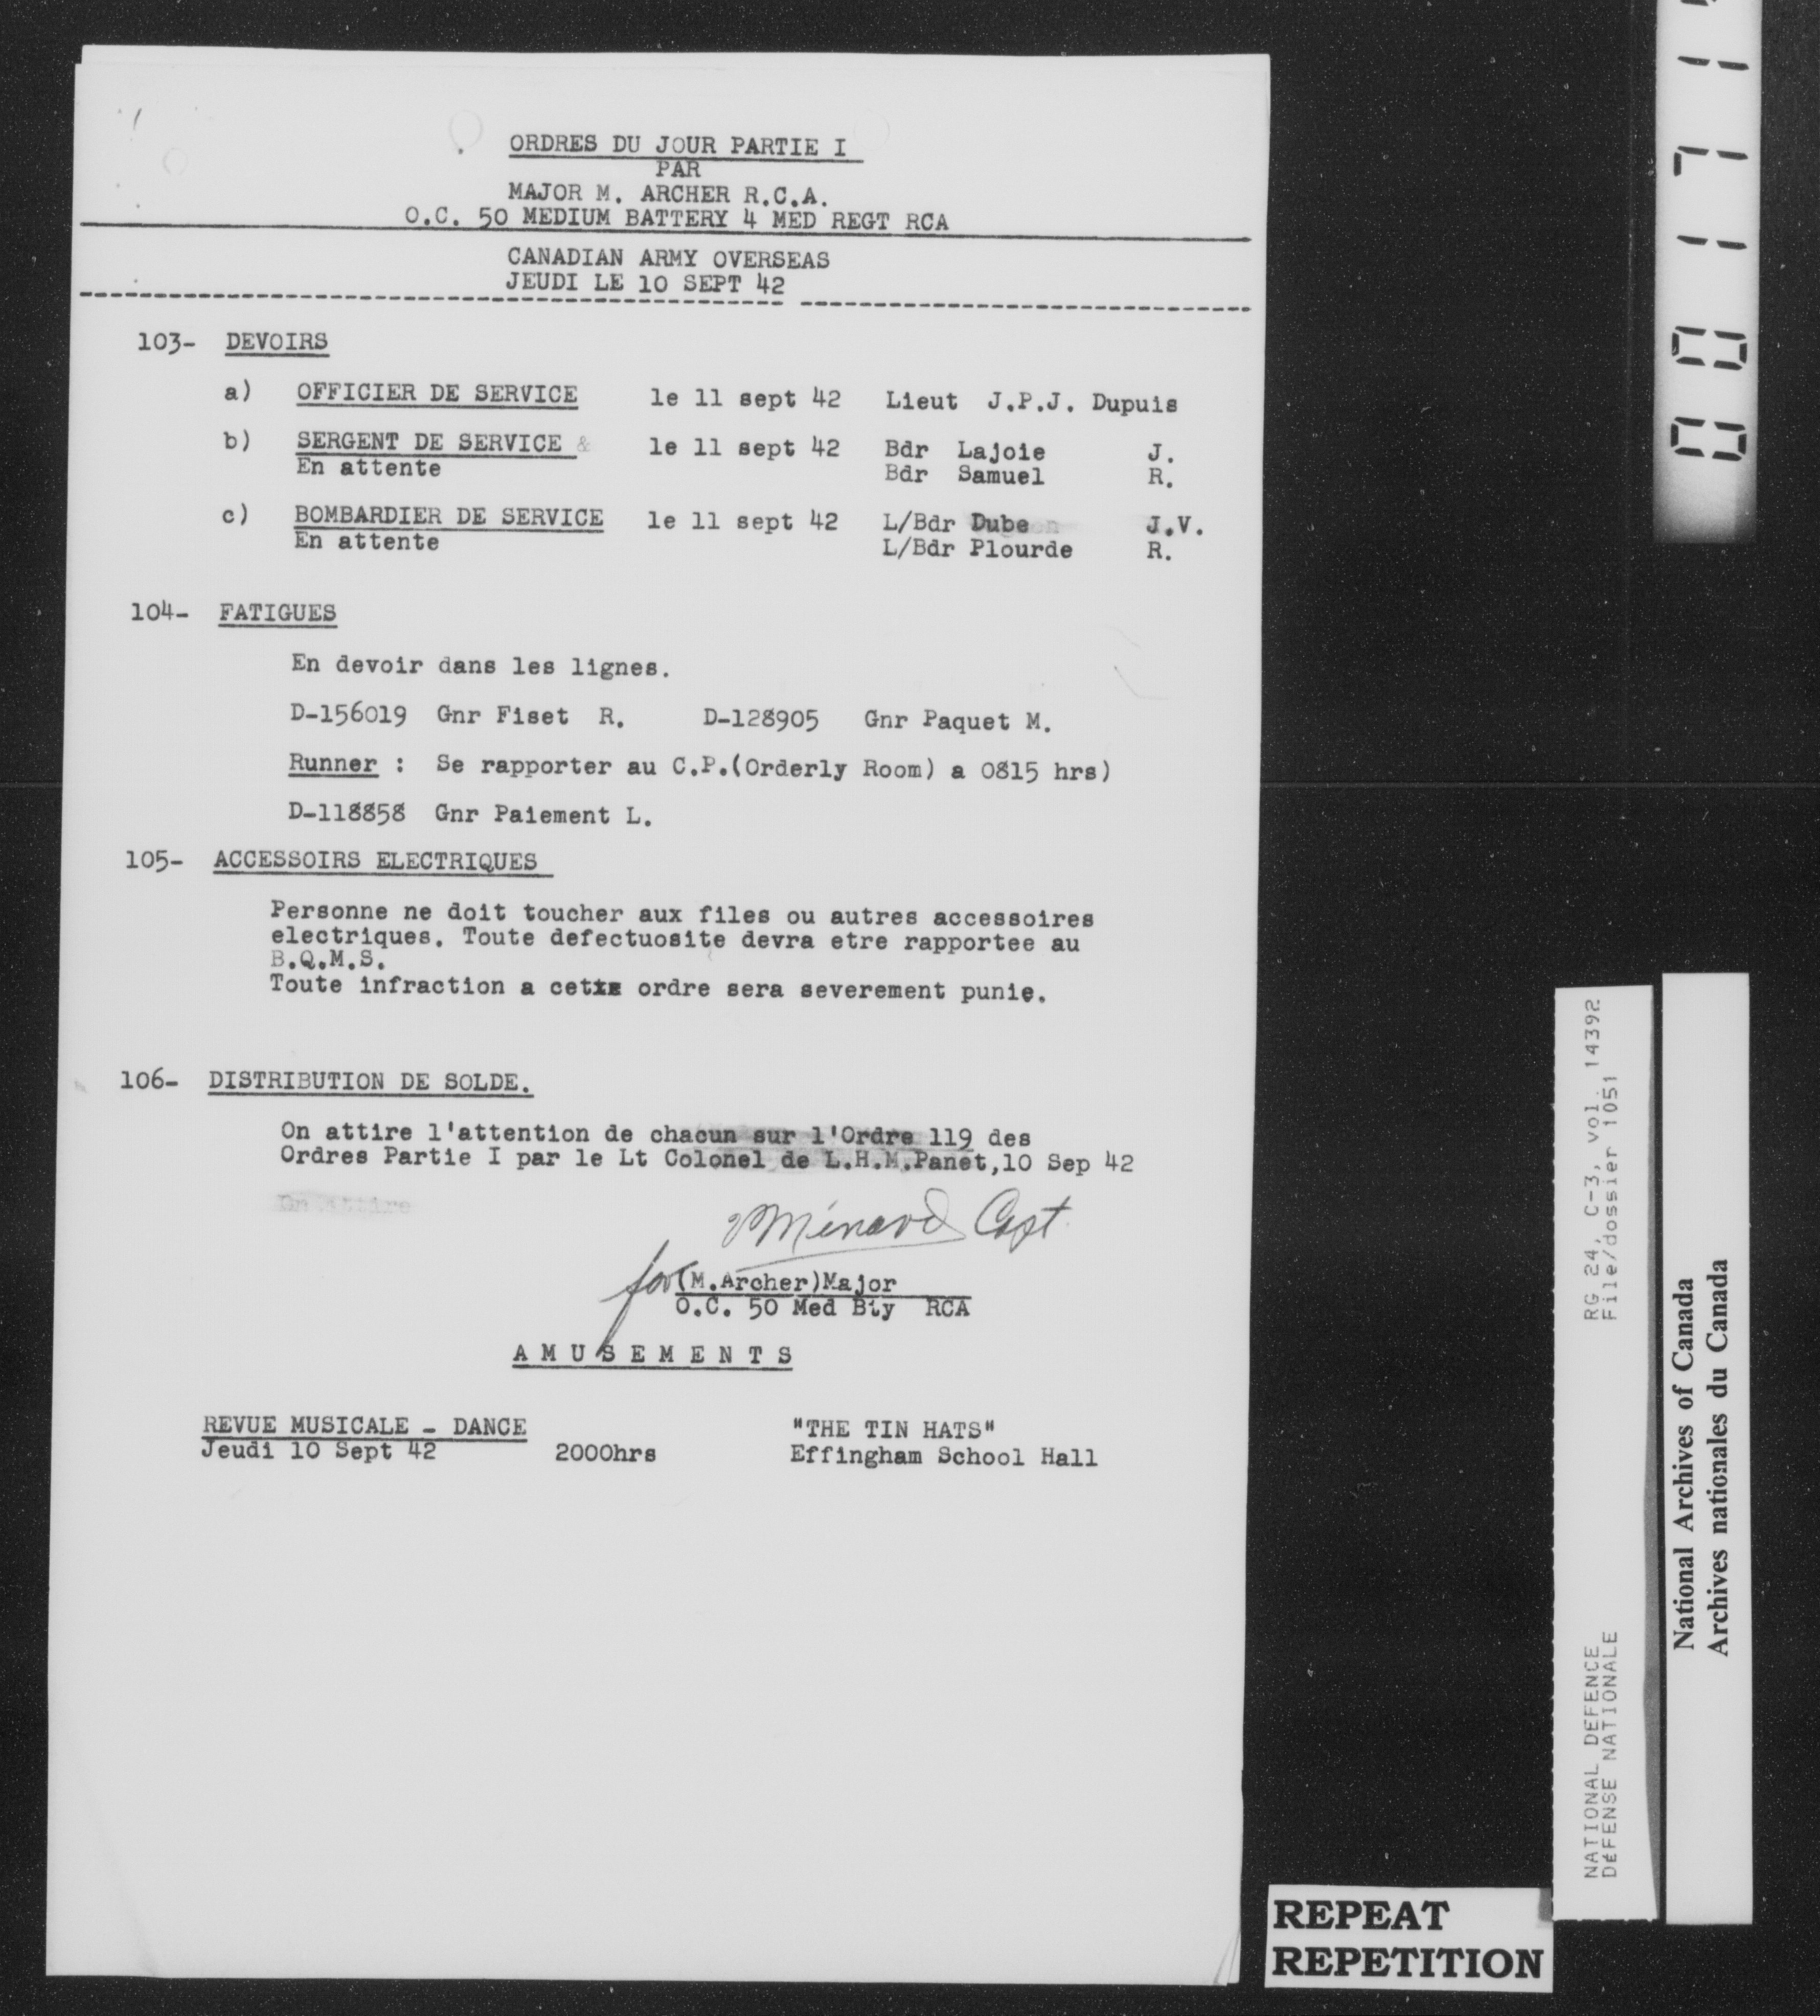 ORDRES DU JOUR PARTIE I
PAR
MAJOR M. ARCHER R.C.A.
O.C. 50 MEDIUM BATTERY 4 MED REGT RCA
CANADIAN ARMY OVERSEAS
JEUDI LE 10 SEPT 42
103- DEVOIRS
a) OFFICIER DE SERVICE le 11 sept 42 Lieut J.P.J. Dupuis
b) SERGENT DE SERVICE & le 11 sept 42 Bdr Lajoie J.
En attente Bdr Samuel R.
c) BOMBARDIER DE SERVICE le 11 sept 42 L/Bdr Dube J.V.
En attente L/Bdr Plourde R.
104- FATIGUES
En devoir dans les lignes.
D-156019 Gnr Fiset R. D-128905 Gnr Paquet M.
Runner : Se rapporter au C.P.(Orderly Room) a 0815 hrs)
D-118858 Gnr Paiement L.
105- ACCESSOIRS ELECTRIQUES
Personne ne doit toucher aux files ou autres accessoires
electriques. Toute defectuosite devra etre rapportee au
B.Q.M.S.
Toute infraction a cet ordre sera severement punie.
106- DISTRIBUTION DE SOLDE.
On attire l'attention de chacun sur l'Ordre 119 des
Ordres Partie I par le Lt Colonel de L.H.M.Panet,10 Sep 42
Ménard Capt
for (M.Archer)Major
O.C. 50 Med Bty RCA
AMUSEMENTS
REVUE MUSICALE - DANCE "THE TIN HATS"
Jeudi 10 Sept 42 2000hrs Effingham School Hall
RG 24, C-3, vol. 14392
File/dossier 1051
NATIONAL DEFENCE
DÉFENSE NATIONALE
National Archives of Canada
Archives nationales du Canada
REPEAT
REPETITION